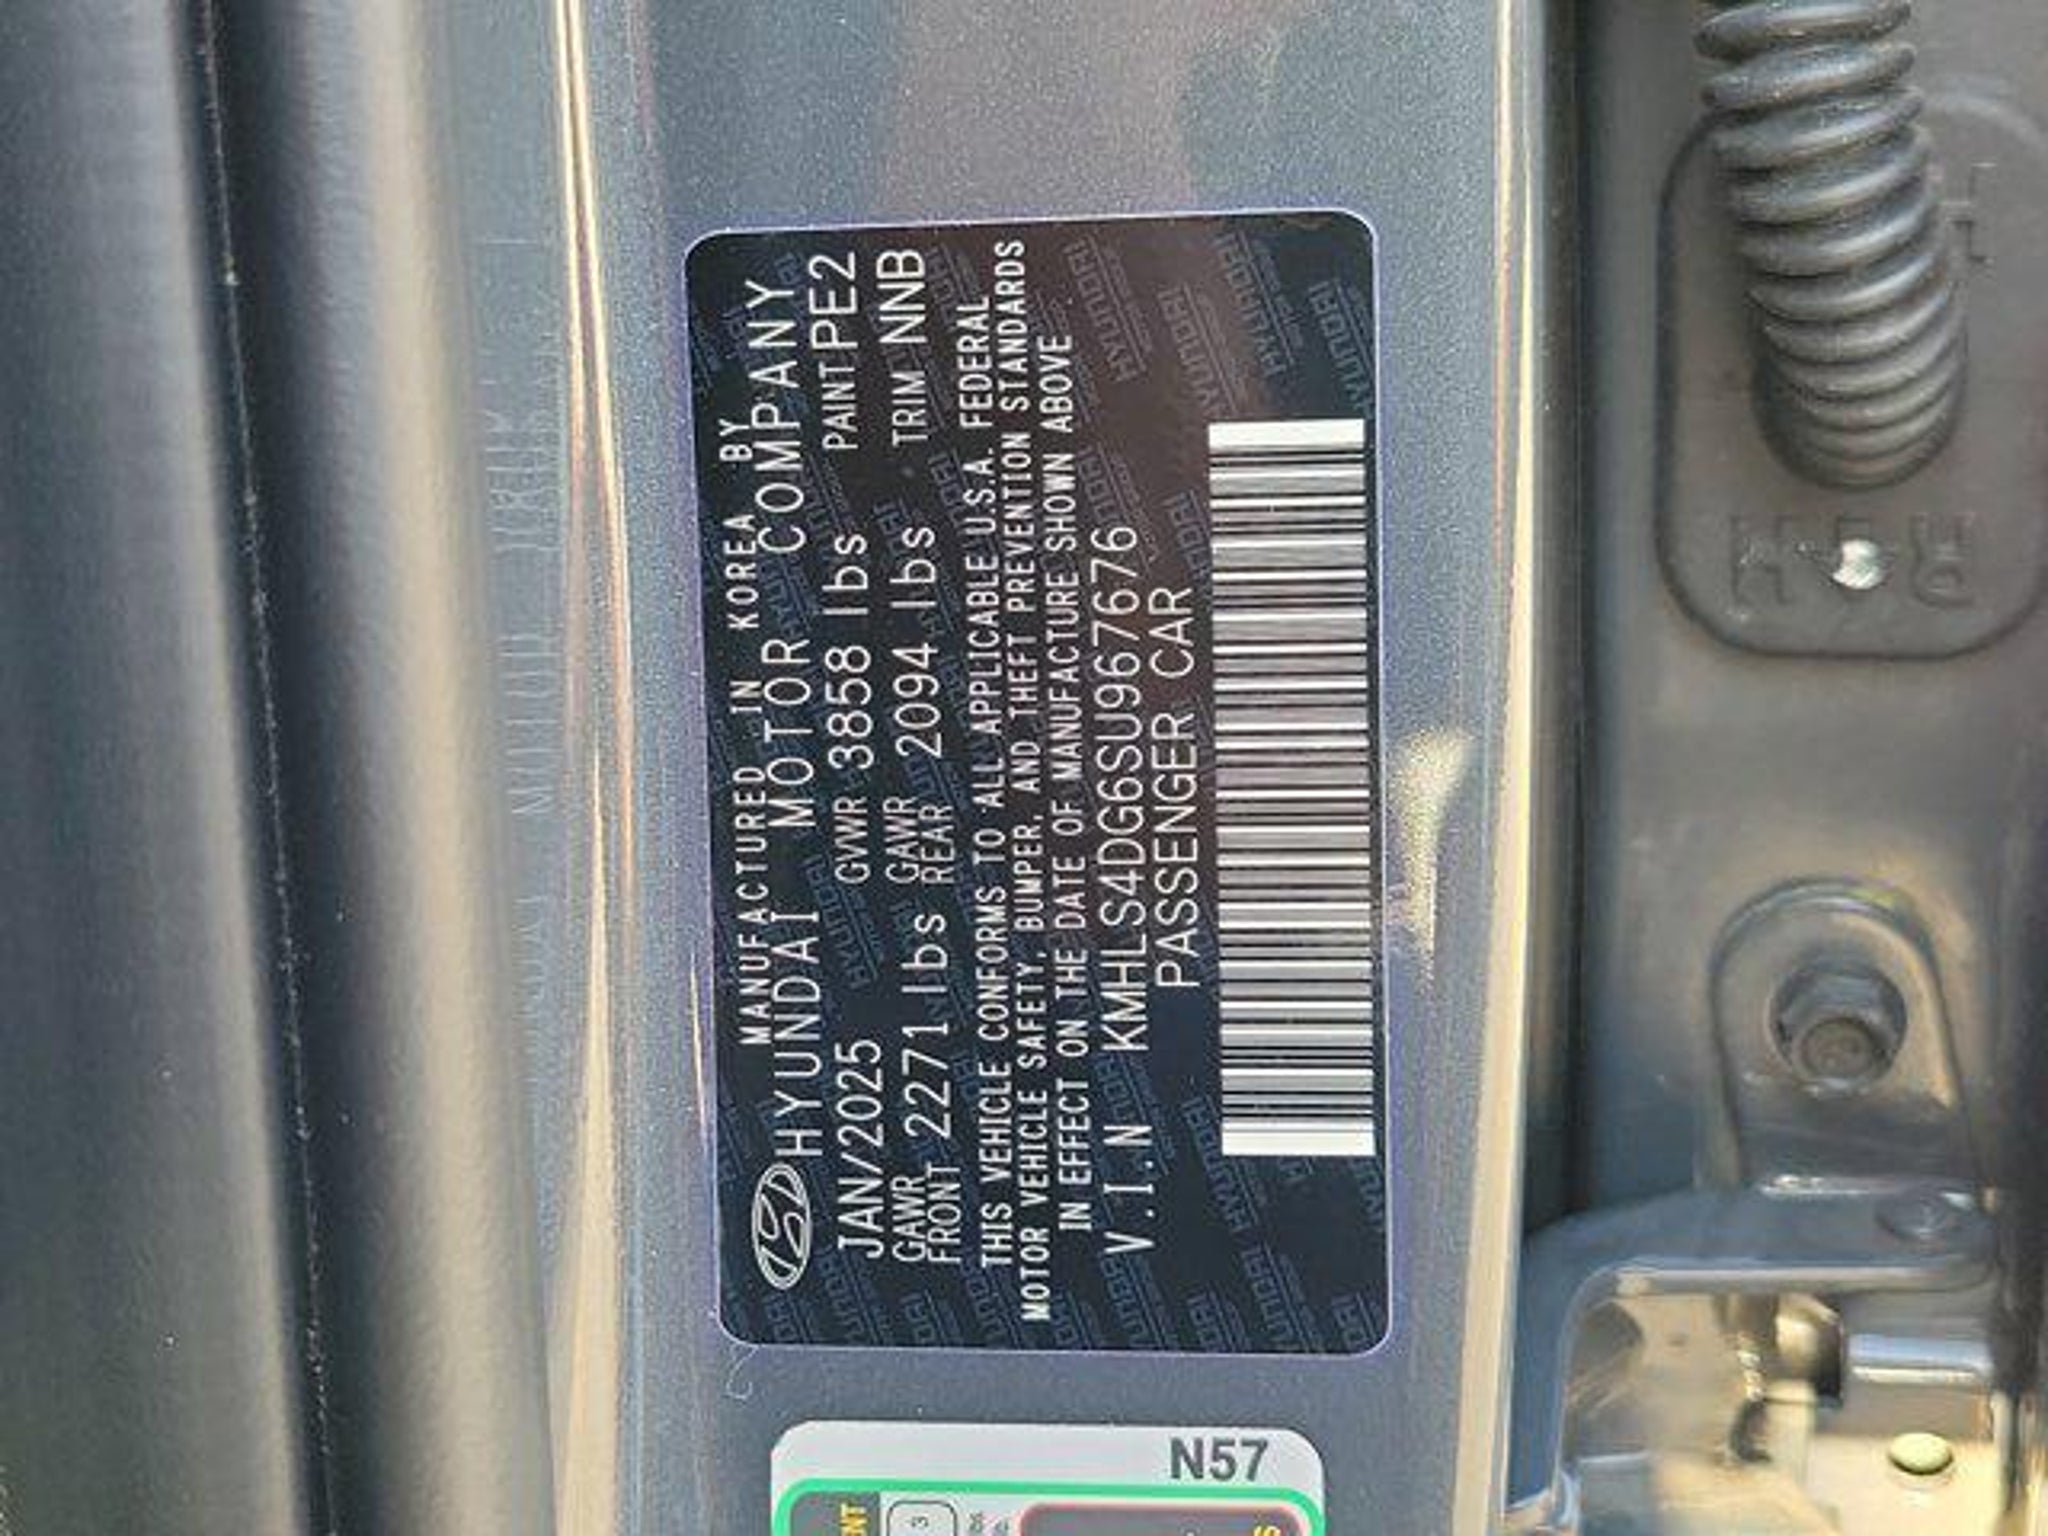 MANUFACTURED IN KOREA BY
HYUNDAI MOTOR COMPANY
JAN/2025 GVWR 3858 lbs PAINT PE2
GAWR FRONT 2271 lbs GAWR REAR 2094 lbs TRIM NNB
THIS VEHICLE CONFORMS TO ALL APPLICABLE U.S.A. FEDERAL
MOTOR VEHICLE SAFETY, BUMPER, AND THEFT PREVENTION STANDARDS
IN EFFECT ON THE DATE OF MANUFACTURE SHOWN ABOVE
V.I.N KMHLS4DG6SU967676
PASSENGER CAR
N57